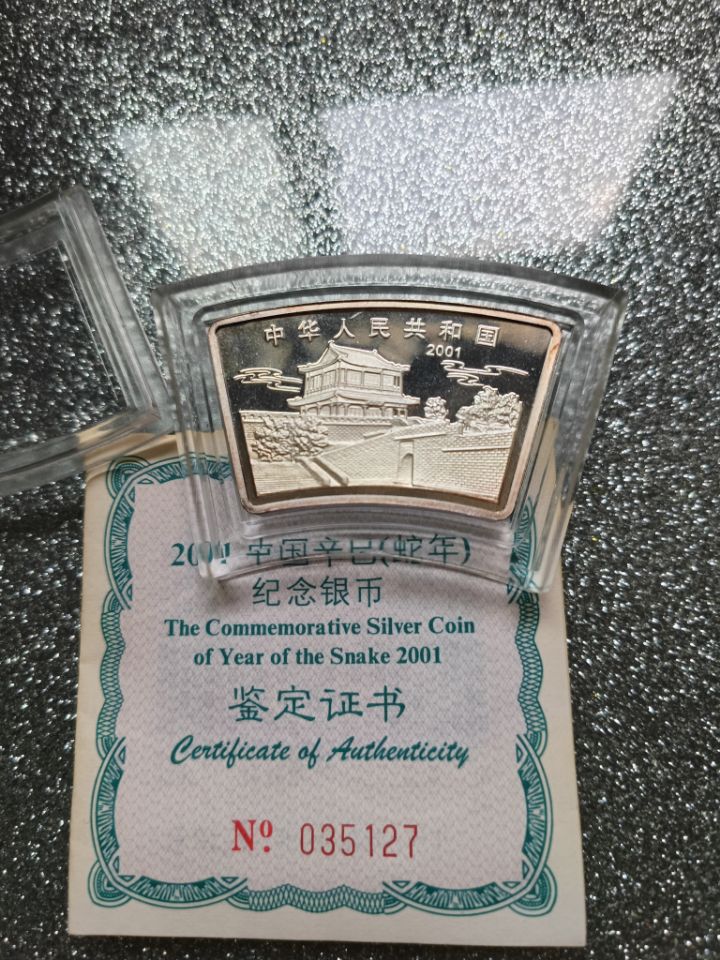 中华人民共和国
2001
2001 中国辛巳(蛇年)
纪念银币
The Commemorative Silver Coin
of Year of the Snake 2001
鉴定证书
Certificate of Authenticity
Nº 035127